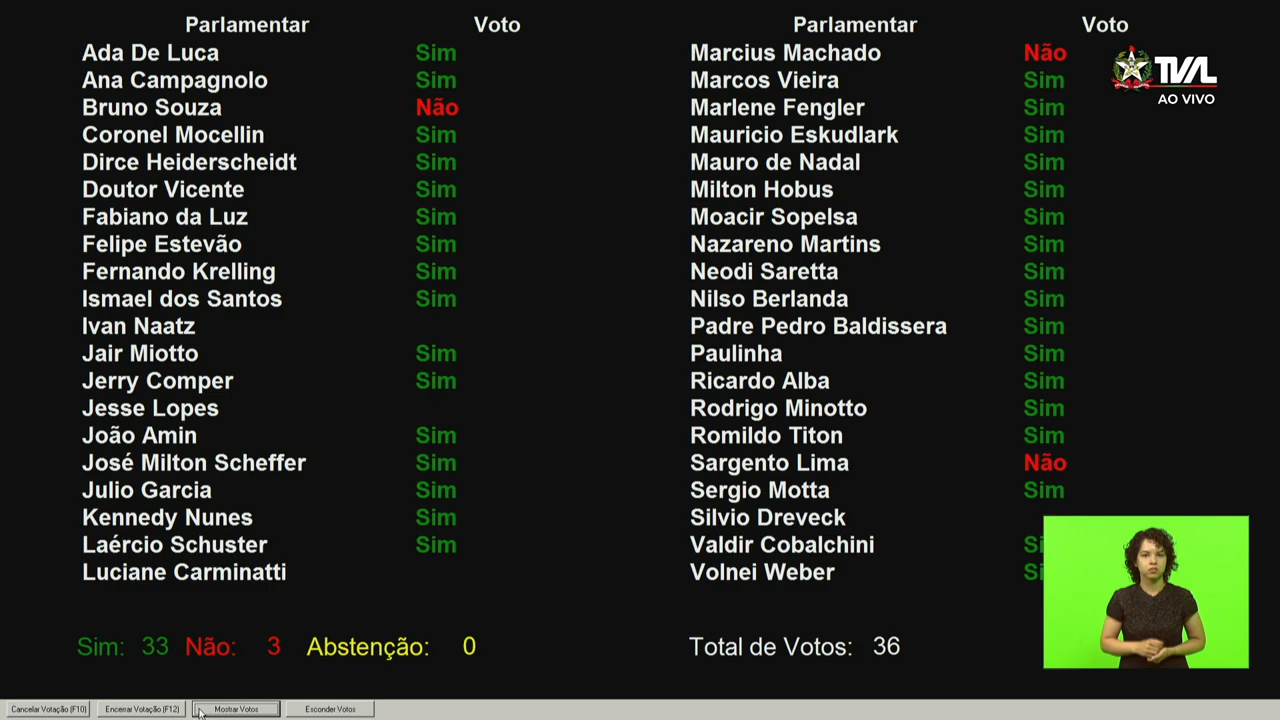 Parlamentar Voto Parlamentar Voto
Ada De Luca Sim Marcius Machado Não
Ana Campagnolo Sim Marcos Vieira Sim
Bruno Souza Não Marlene Fengler Sim
Coronel Mocellin Sim Mauricio Eskudlark Sim
Dirce Heiderscheidt Sim Mauro de Nadal Sim
Doutor Vicente Sim Milton Hobus Sim
Fabiano da Luz Sim Moacir Sopelsa Sim
Felipe Estevão Sim Nazareno Martins Sim
Fernando Krelling Sim Neodi Saretta Sim
Ismael dos Santos Sim Nilso Berlanda Sim
Ivan Naatz Padre Pedro Baldissera Sim
Jair Miotto Sim Paulinha Sim
Jerry Comper Sim Ricardo Alba Sim
Jesse Lopes Rodrigo Minotto Sim
João Amin Sim Romildo Titon Sim
José Milton Scheffer Sim Sargento Lima Não
Julio Garcia Sim Sergio Motta Sim
Kennedy Nunes Sim Silvio Dreveck
Laércio Schuster Sim Valdir Cobalchini
Luciane Carminatti Volnei Weber
TVAL
AO VIVO
Sim: 33 Não: 3 Abstenção: 0 Total de Votos: 36
Cancelar Votação (F10) Encerrar Votação (F12) Mostrar Votos Esconder Votos